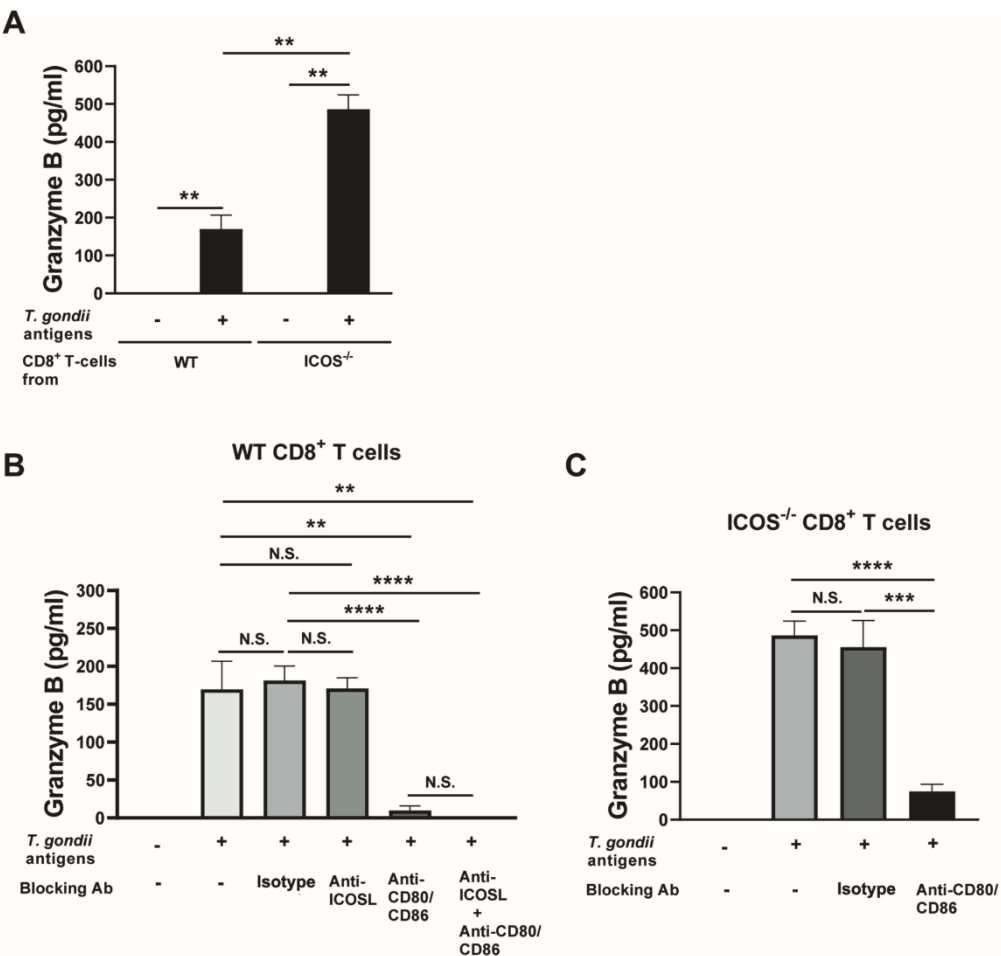 A
**
**
**
Granzyme B (pg/ml)
600
500
400
300
200
100
0
T. gondii
antigens
- + - +
CD8+ T-cells
from
WT ICOS-/-
B
WT CD8+ T cells
**
**
N.S.
****
****
N.S. N.S.
N.S.
Granzyme B (pg/ml)
300
250
200
150
100
50
0
T. gondii
antigens
- + + + + +
Blocking Ab
- - Isotype Anti-
ICOSL Anti-
CD80/
CD86 Anti-
ICOSL
+
Anti-CD80/
CD86
C
ICOS-/- CD8+ T cells
****
N.S. ***
Granzyme B (pg/ml)
600
500
400
300
200
100
0
T. gondii
antigens
- + + +
Blocking Ab
- - Isotype Anti-CD80/
CD86